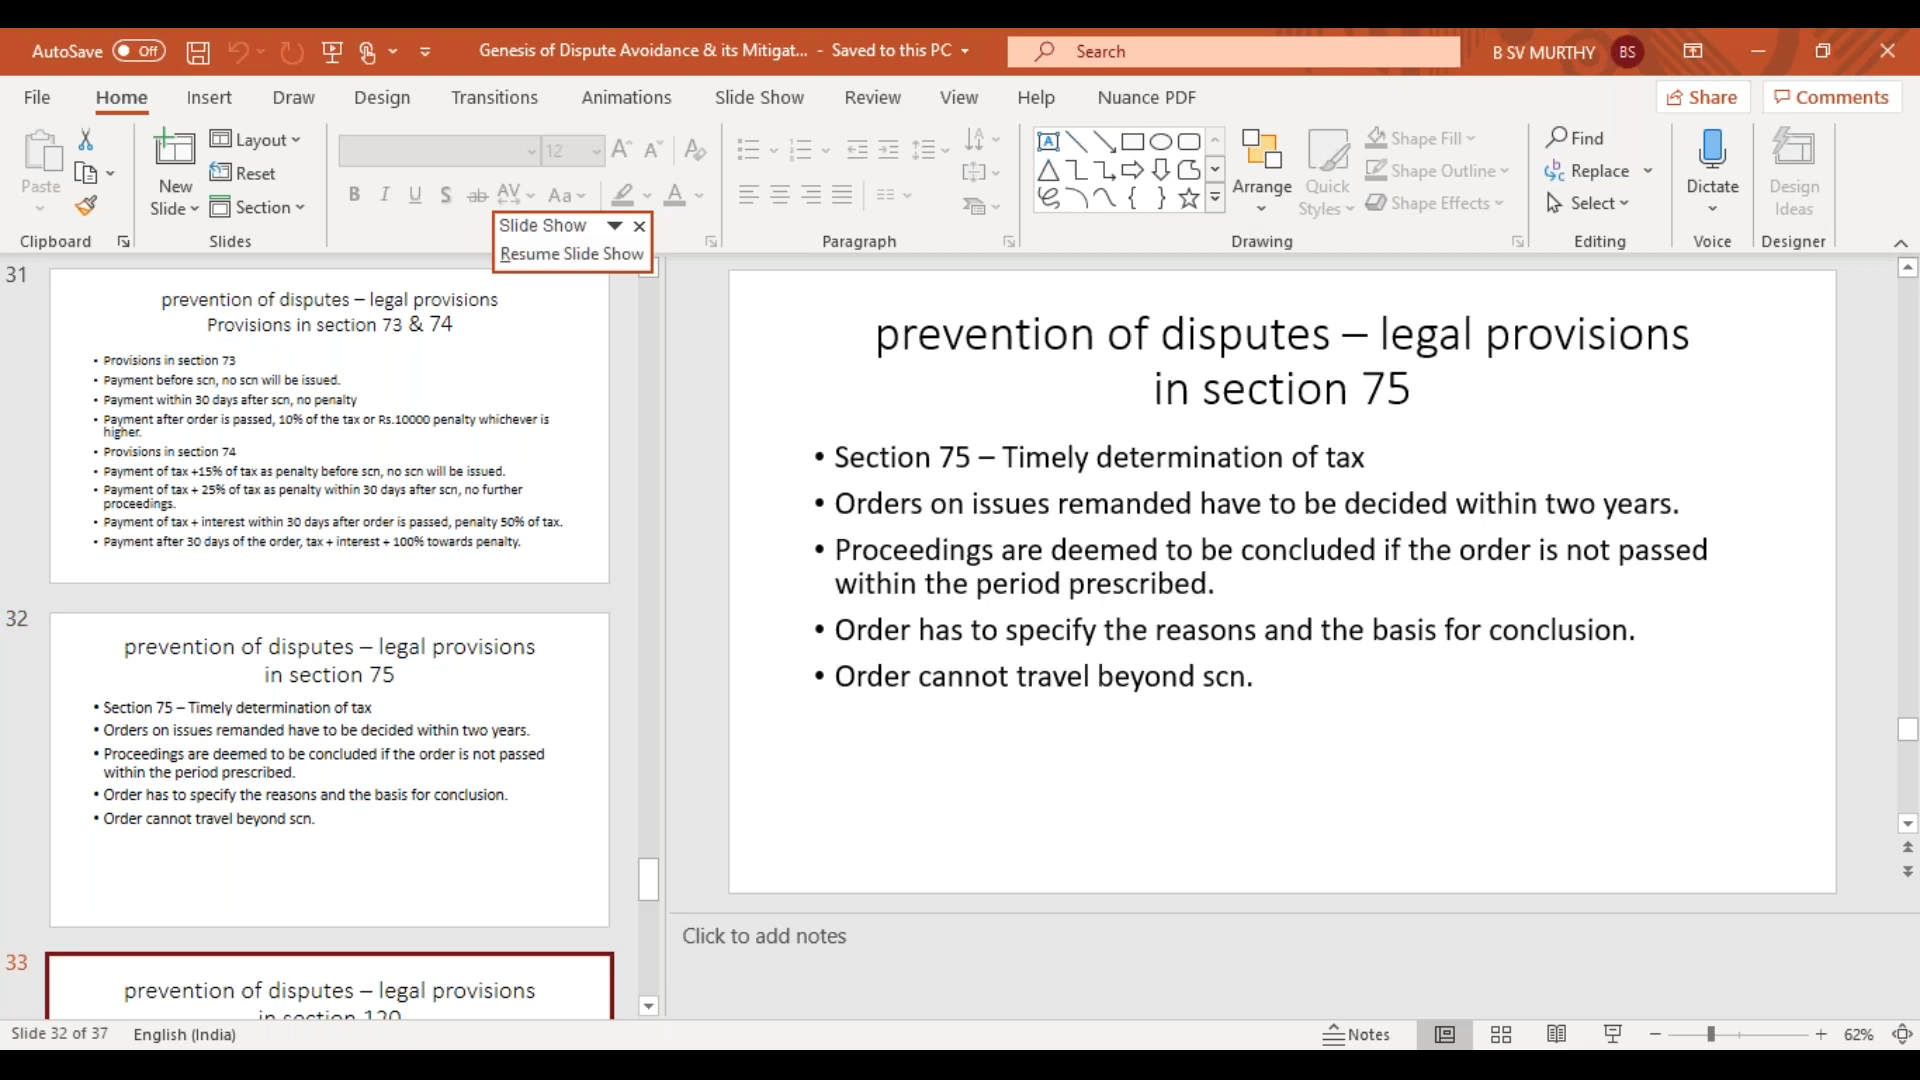 AutoSave Off Genesis of Dispute Avoidance & its Mitigat... - Saved to this PC Search B SV MURTHY BS
File Home Insert Draw Design Transitions Animations Slide Show Review View Help Nuance PDF Share Comments
Paste
Clipboard
New
Slide
Layout
Reset
Section
Slides
12
B I U S ab AV Aa A
Paragraph
Arrange
Quick
Styles
Shape Fill
Shape Outline
Shape Effects
Drawing
Find
Replace
Select
Editing
Dictate
Voice
Design
Ideas
Designer
Slide Show
Resume Slide Show
31
prevention of disputes – legal provisions
Provisions in section 73 & 74
• Provisions in section 73
• Payment before scn, no scn will be issued.
• Payment within 30 days after scn, no penalty
• Payment after order is passed, 10% of the tax or Rs.10000 penalty whichever is
higher.
• Provisions in section 74
• Payment of tax +15% of tax as penalty before scn, no scn will be issued.
• Payment of tax + 25% of tax as penalty within 30 days after scn, no further
proceedings.
• Payment of tax + interest within 30 days after order is passed, penalty 50% of tax.
• Payment after 30 days of the order, tax + interest + 100% towards penalty.
32
prevention of disputes – legal provisions
in section 75
• Section 75 – Timely determination of tax
• Orders on issues remanded have to be decided within two years.
• Proceedings are deemed to be concluded if the order is not passed
within the period prescribed.
• Order has to specify the reasons and the basis for conclusion.
• Order cannot travel beyond scn.
33
prevention of disputes – legal provisions
in section 120
prevention of disputes – legal provisions
in section 75
• Section 75 – Timely determination of tax
• Orders on issues remanded have to be decided within two years.
• Proceedings are deemed to be concluded if the order is not passed
within the period prescribed.
• Order has to specify the reasons and the basis for conclusion.
• Order cannot travel beyond scn.
Click to add notes
Slide 32 of 37 English (India) Notes 62%